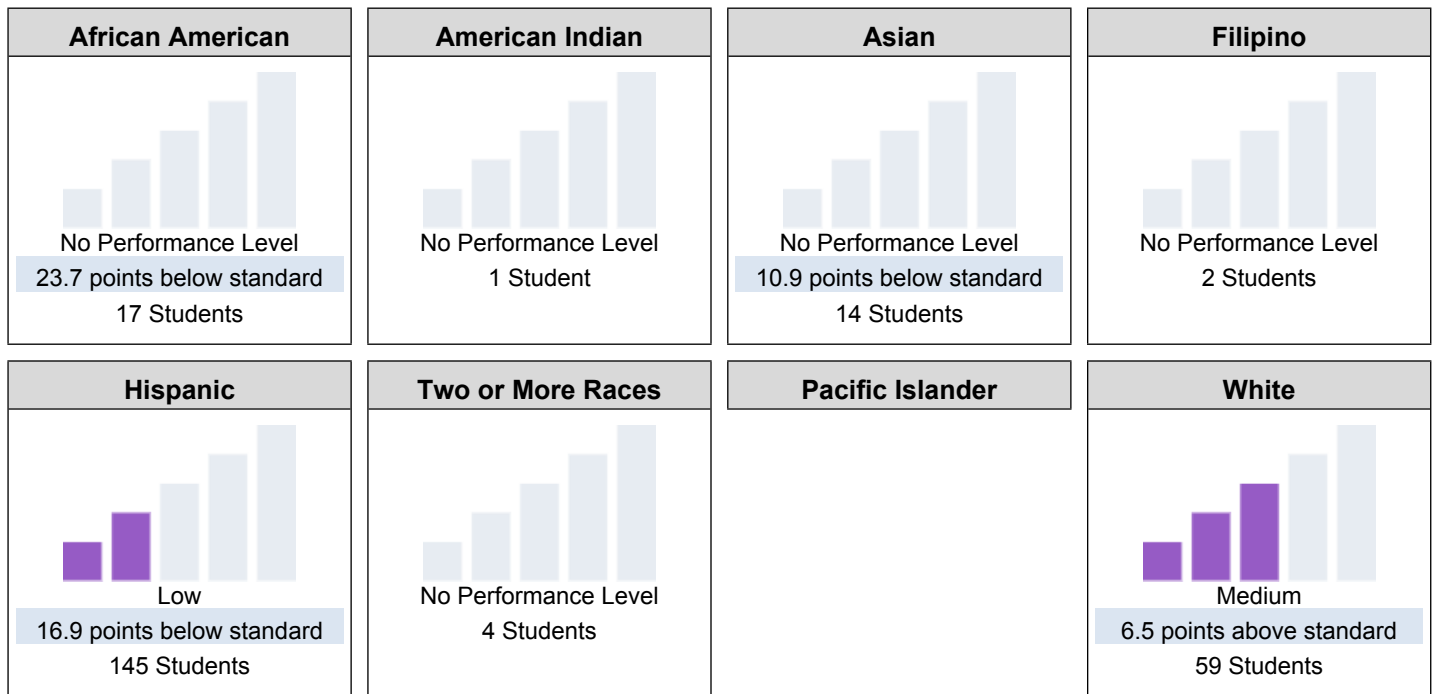 African American
No Performance Level
23.7 points below standard
17 Students
American Indian
No Performance Level
1 Student
Asian
No Performance Level
10.9 points below standard
14 Students
Filipino
No Performance Level
2 Students
Hispanic
Low
16.9 points below standard
145 Students
Two or More Races
No Performance Level
4 Students
Pacific Islander
White
Medium
6.5 points above standard
59 Students